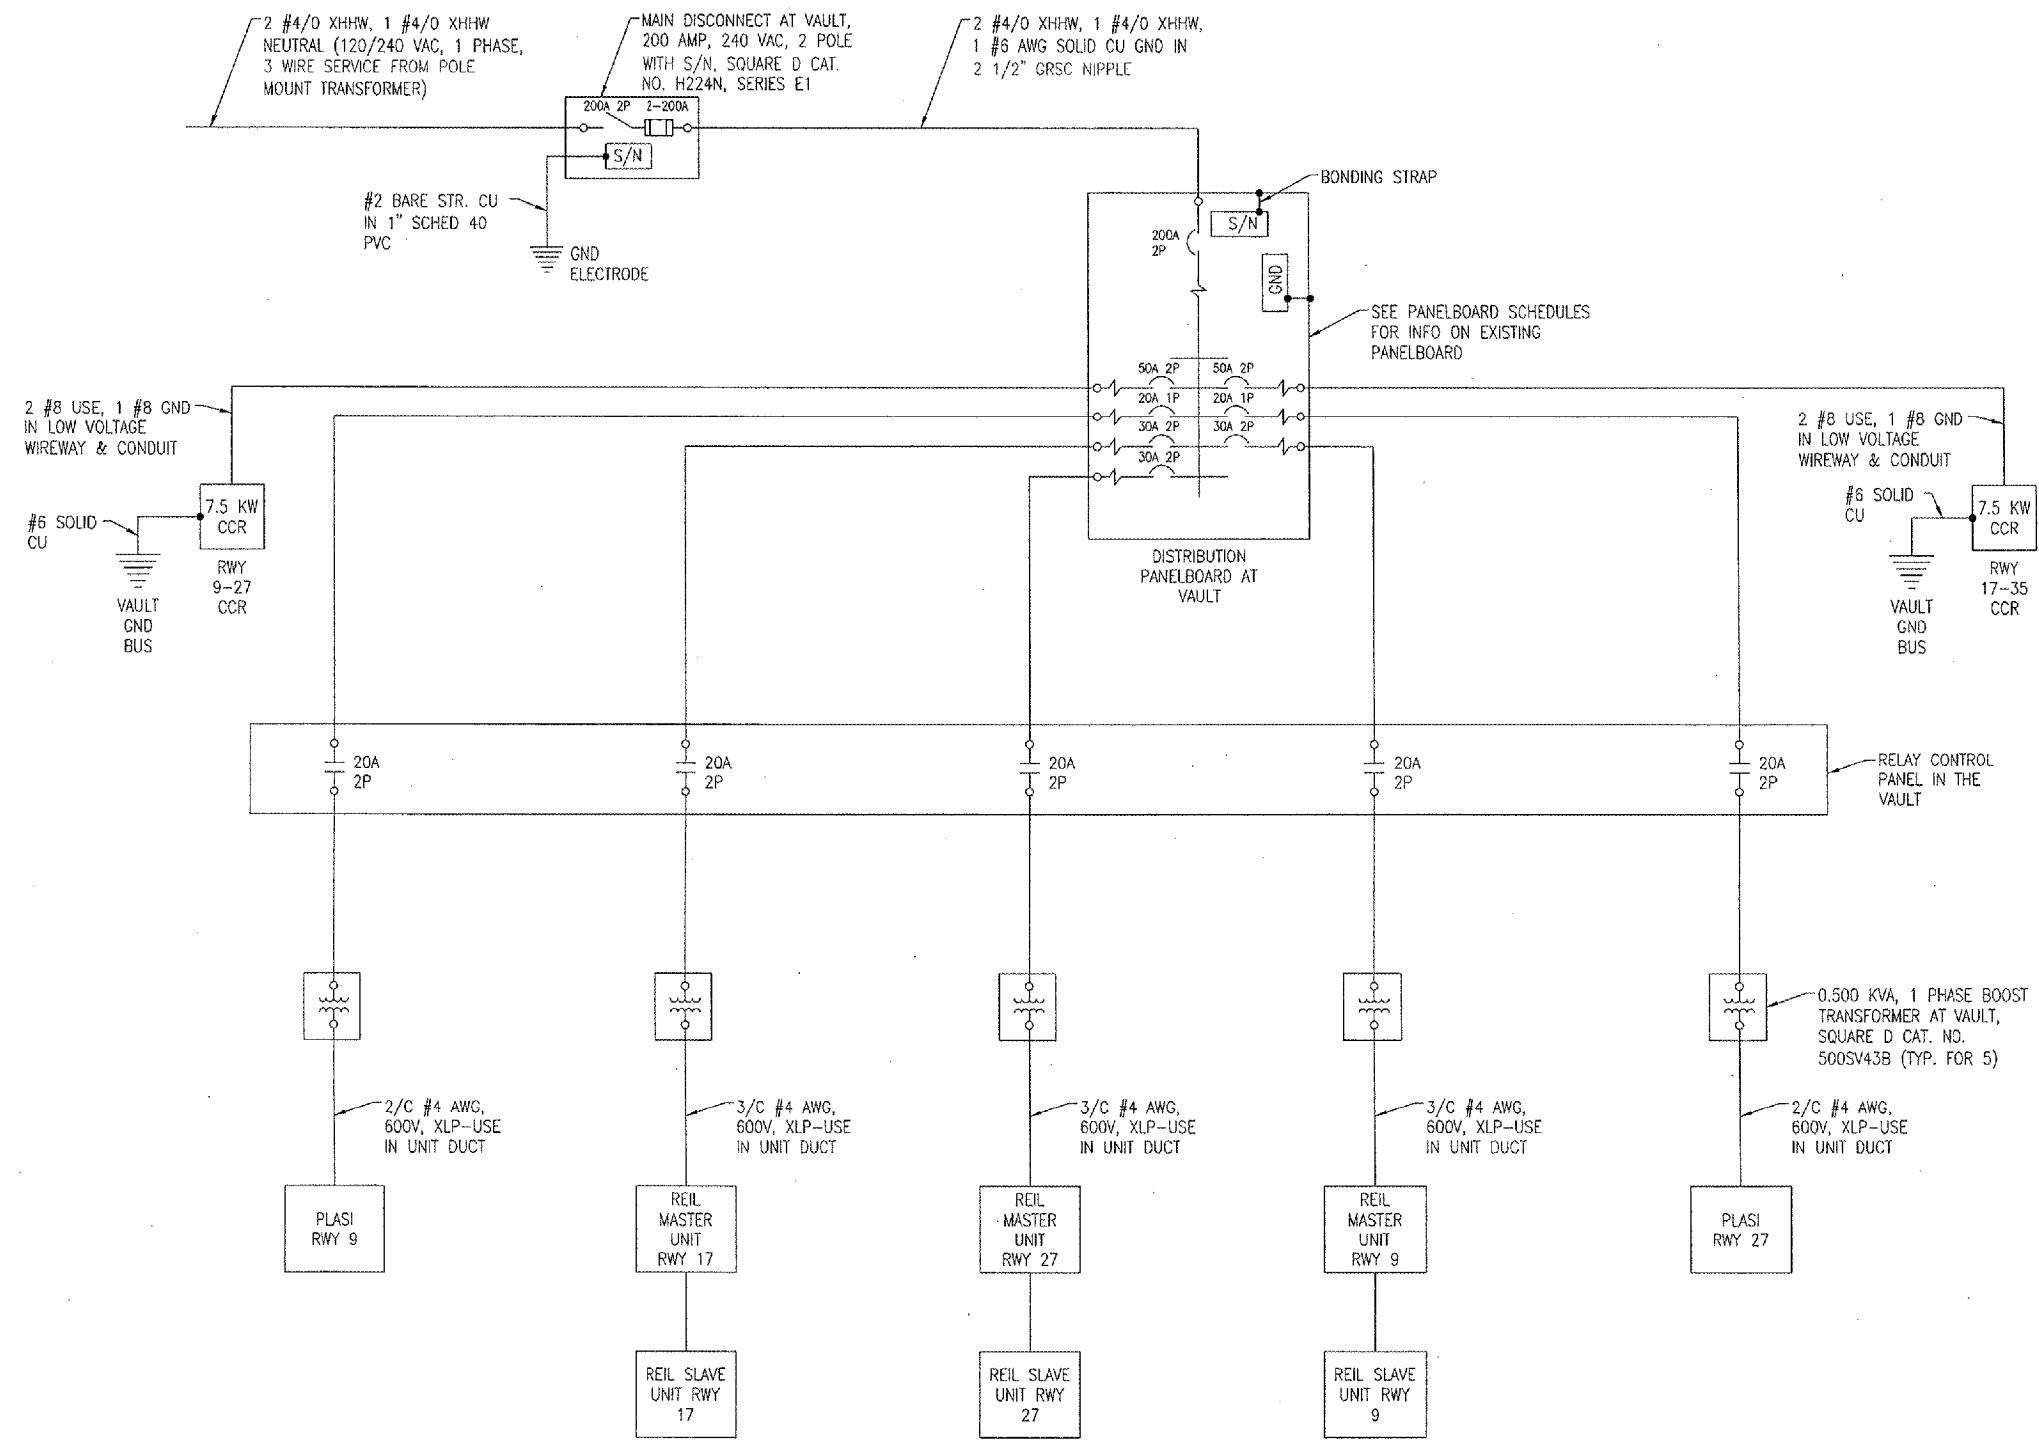 2 #4/0 XHHW, 1 #4/0 XHHW
NEUTRAL (120/240 VAC, 1 PHASE,
3 WIRE SERVICE FROM POLE
MOUNT TRANSFORMER)
MAIN DISCONNECT AT VAULT,
200 AMP, 240 VAC, 2 POLE
WITH S/N, SQUARE D CAT.
NO. H224N, SERIES E1
2 #4/0 XHHW, 1 #4/0 XHHW,
1 #6 AWG SOLID CU GND IN
2 1/2" GRSC NIPPLE
200A 2P 2-200A
S/N
#2 BARE STR. CU
IN 1" SCHED 40
PVC
GND
ELECTRODE
BONDING STRAP
S/N
200A
2P
GND
SEE PANELBOARD SCHEDULES
FOR INFO ON EXISTING
PANELBOARD
50A 2P 50A 2P
20A 1P 20A 1P
30A 2P 30A 2P
30A 2P
DISTRIBUTION
PANELBOARD AT
VAULT
2 #8 USE, 1 #8 GND
IN LOW VOLTAGE
WIREWAY & CONDUIT
#6 SOLID
CU
7.5 KW
CCR
RWY
9-27
CCR
VAULT
GND
BUS
2 #8 USE, 1 #8 GND
IN LOW VOLTAGE
WIREWAY & CONDUIT
#6 SOLID
CU
7.5 KW
CCR
RWY
17-35
CCR
VAULT
GND
BUS
20A
2P
20A
2P
20A
2P
20A
2P
20A
2P
RELAY CONTROL
PANEL IN THE
VAULT
0.500 KVA, 1 PHASE BOOST
TRANSFORMER AT VAULT,
SQUARE D CAT. NO.
500SV43B (TYP. FOR 5)
2/C #4 AWG,
600V, XLP-USE
IN UNIT DUCT
3/C #4 AWG,
600V, XLP-USE
IN UNIT DUCT
3/C #4 AWG,
600V, XLP-USE
IN UNIT DUCT
3/C #4 AWG,
600V, XLP-USE
IN UNIT DUCT
2/C #4 AWG,
600V, XLP-USE
IN UNIT DUCT
PLASI
RWY 9
REIL
MASTER
UNIT
RWY 17
REIL
MASTER
UNIT
RWY 27
REIL
MASTER
UNIT
RWY 9
PLASI
RWY 27
REIL SLAVE
UNIT RWY
17
REIL SLAVE
UNIT RWY
27
REIL SLAVE
UNIT RWY
9